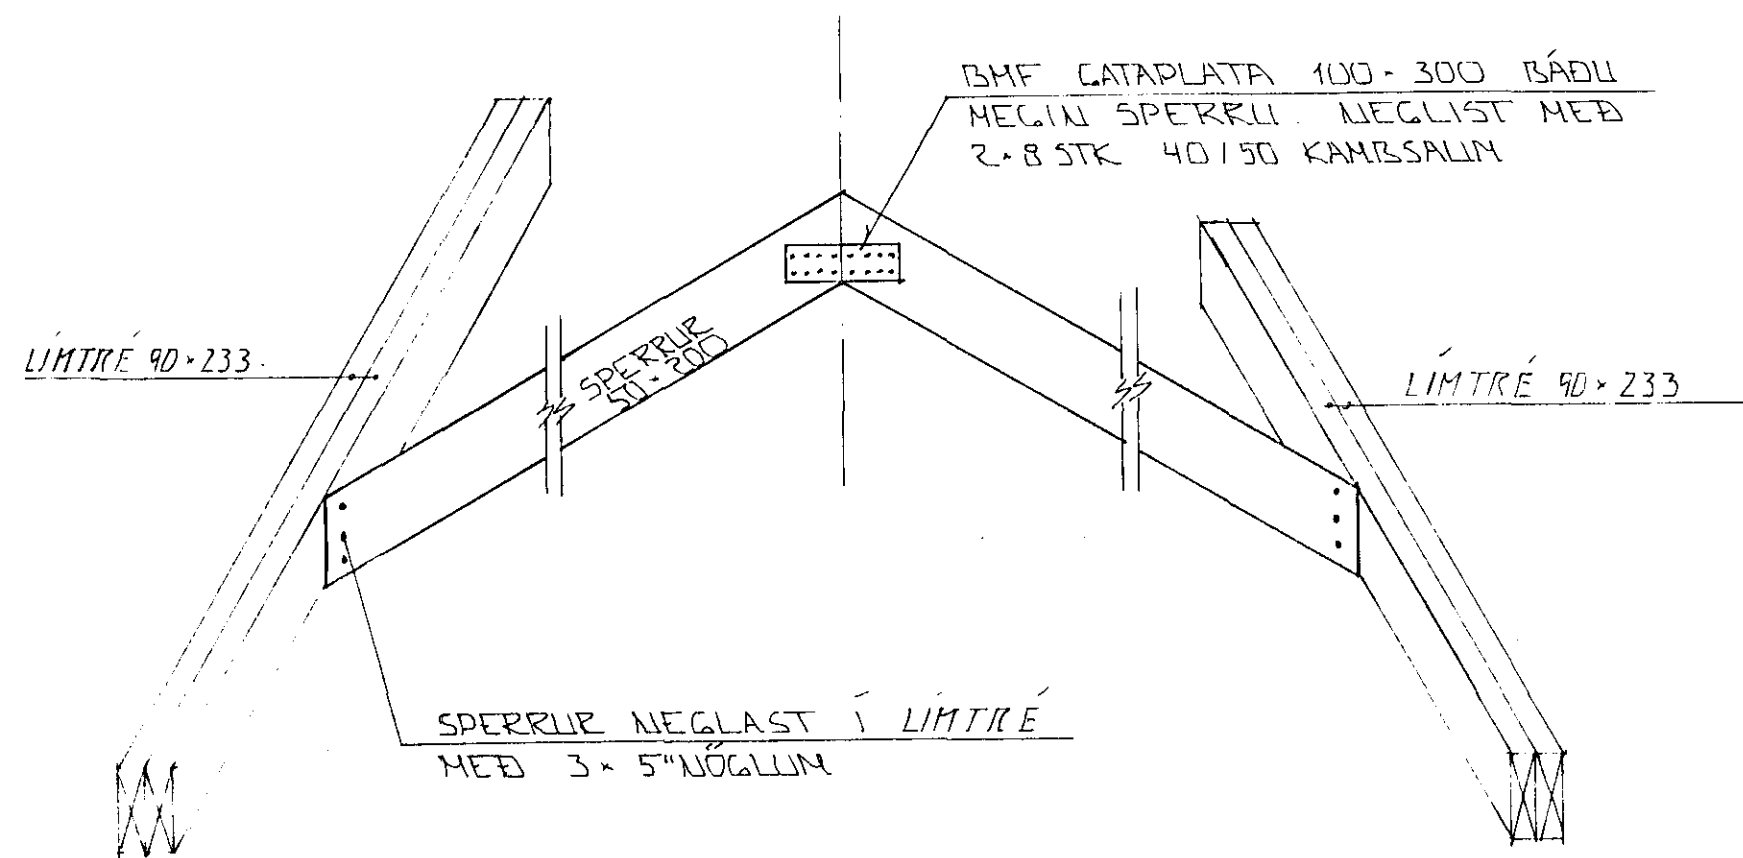 BMF GATAPLATA 100×300 BÁÐU
MEGIN SPERRU. NEGLIST MEÐ
2×8 STK 40/50 KAMBSAUM
LÍMTRÉ 90×233
SPERRUR
50×200
LÍMTRÉ 90×233
SPERRUR NEGLAST Í LÍMTRÉ
MEÐ 3×5" NÖGLUM